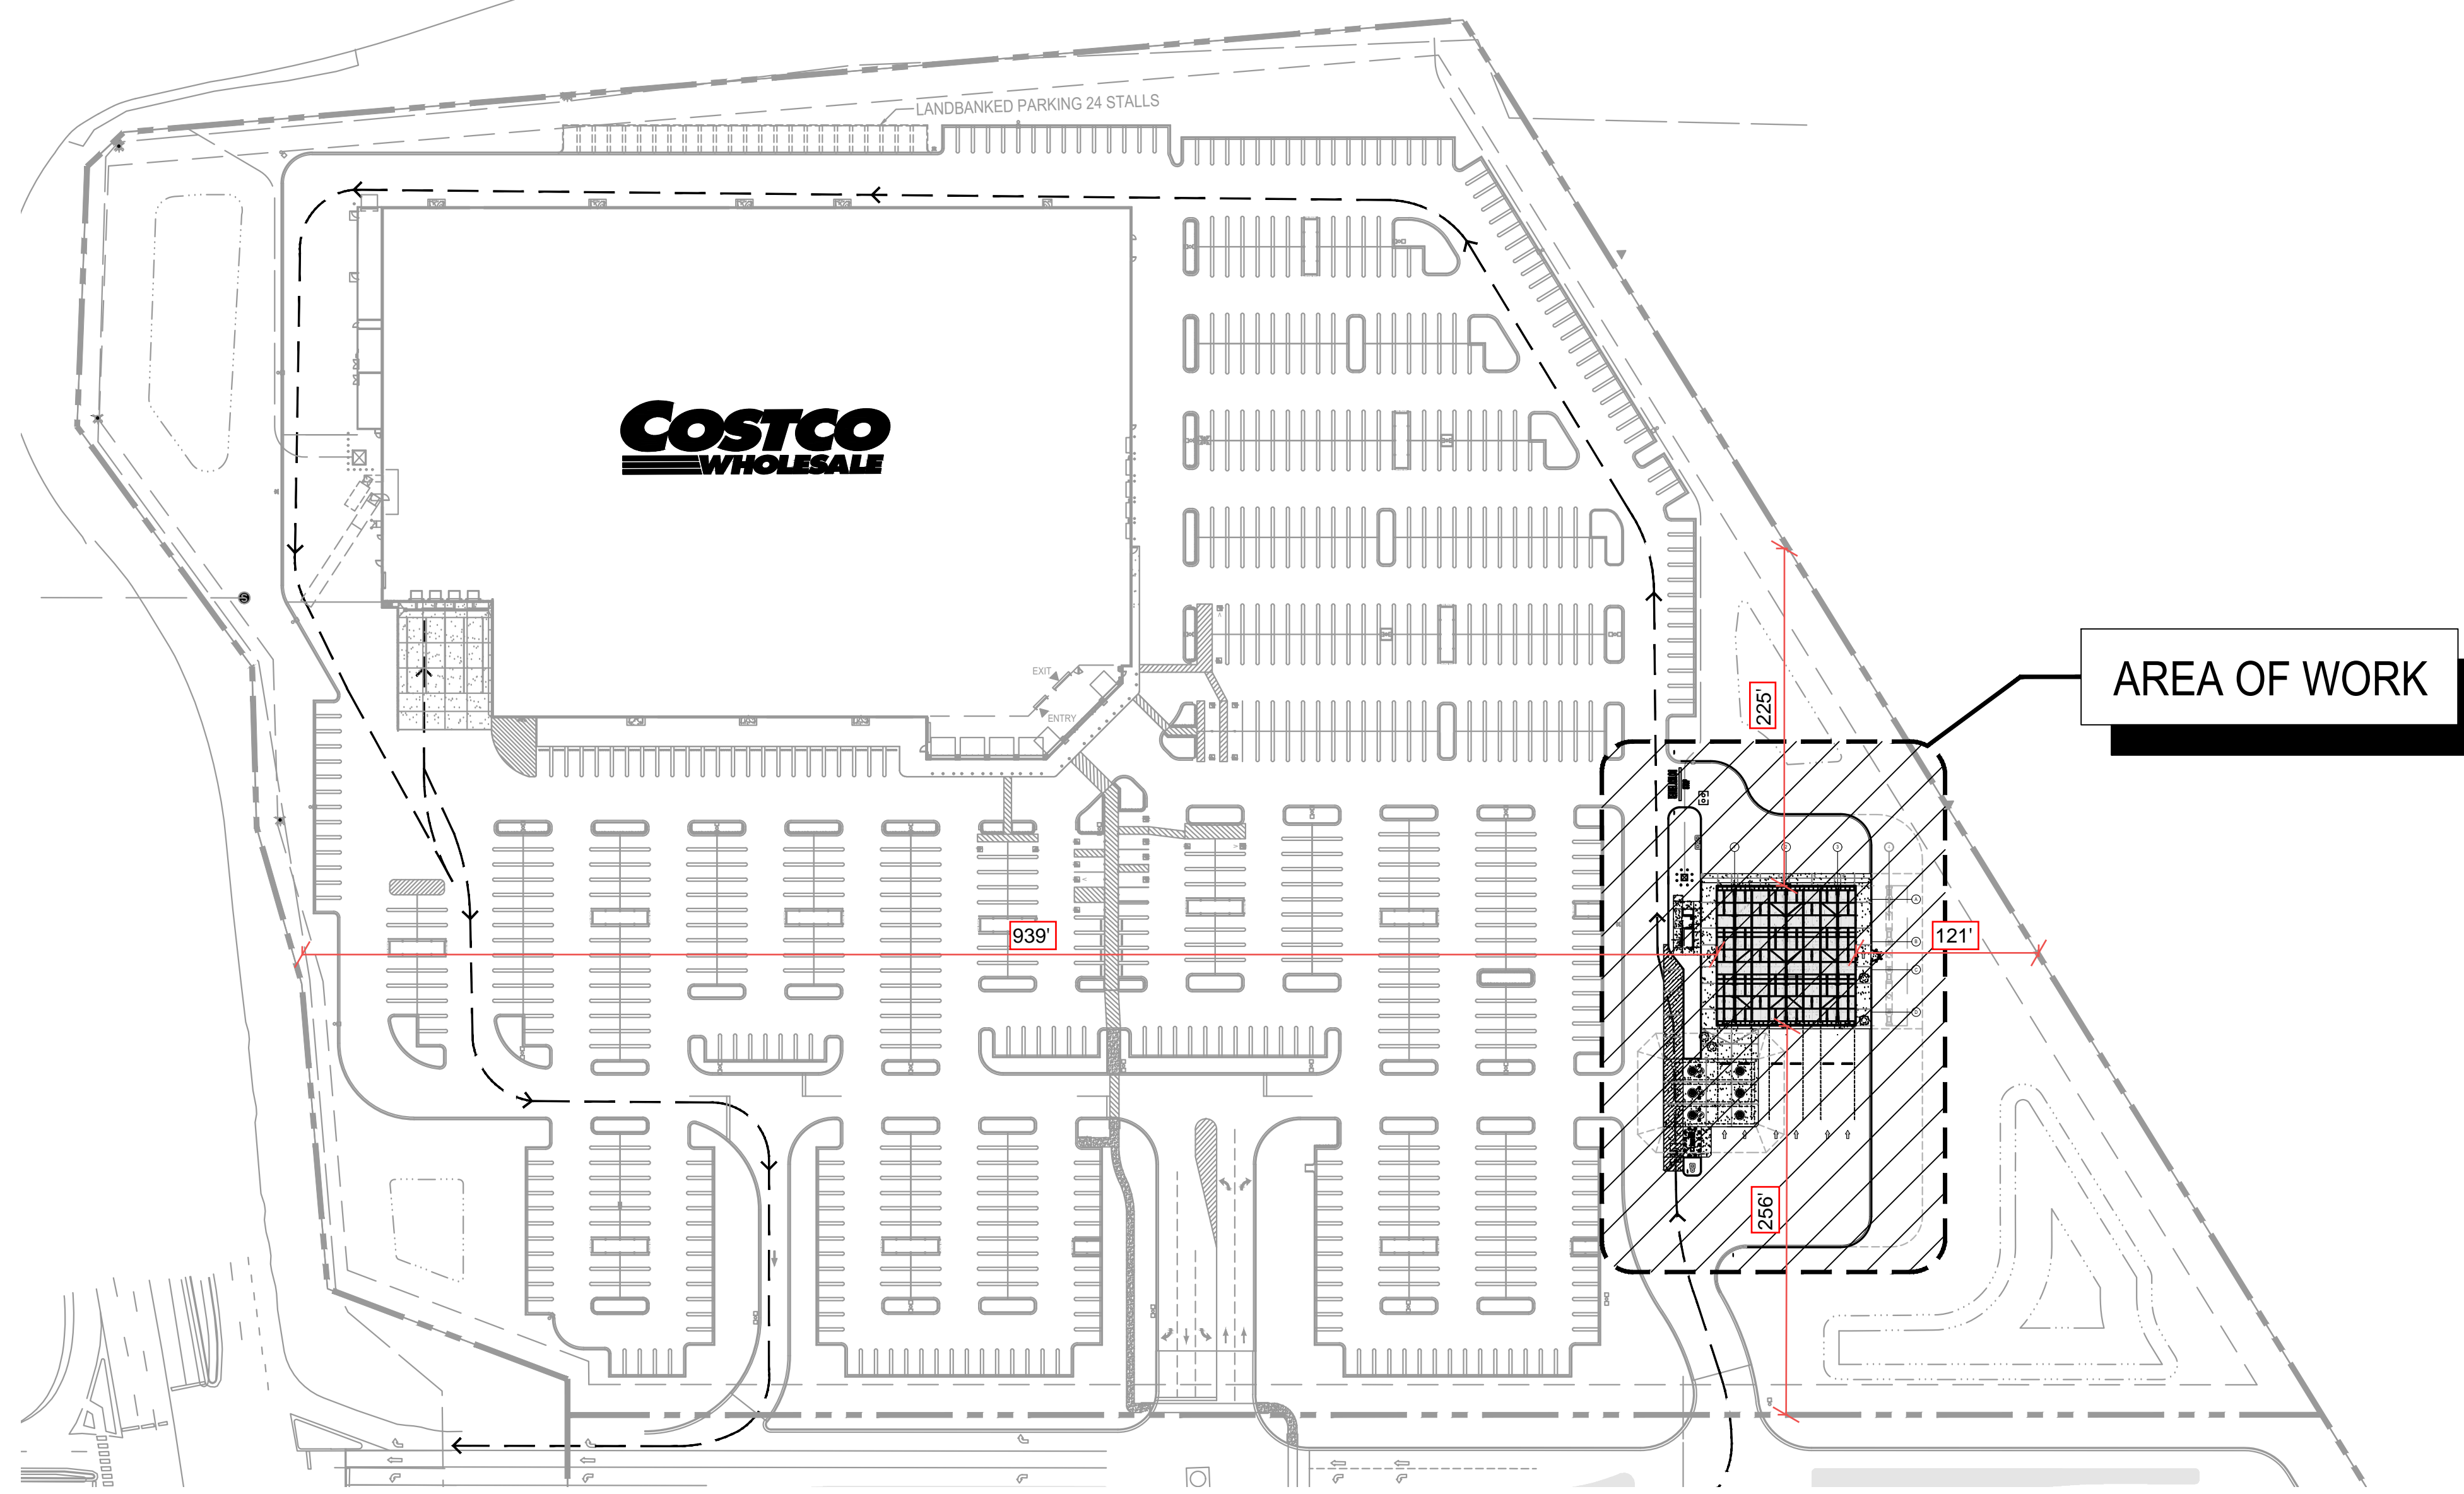 LANDBANKED PARKING 24 STALLS
COSTCO
WHOLESALE
EXIT
ENTRY
225'
AREA OF WORK
939'
121'
256'